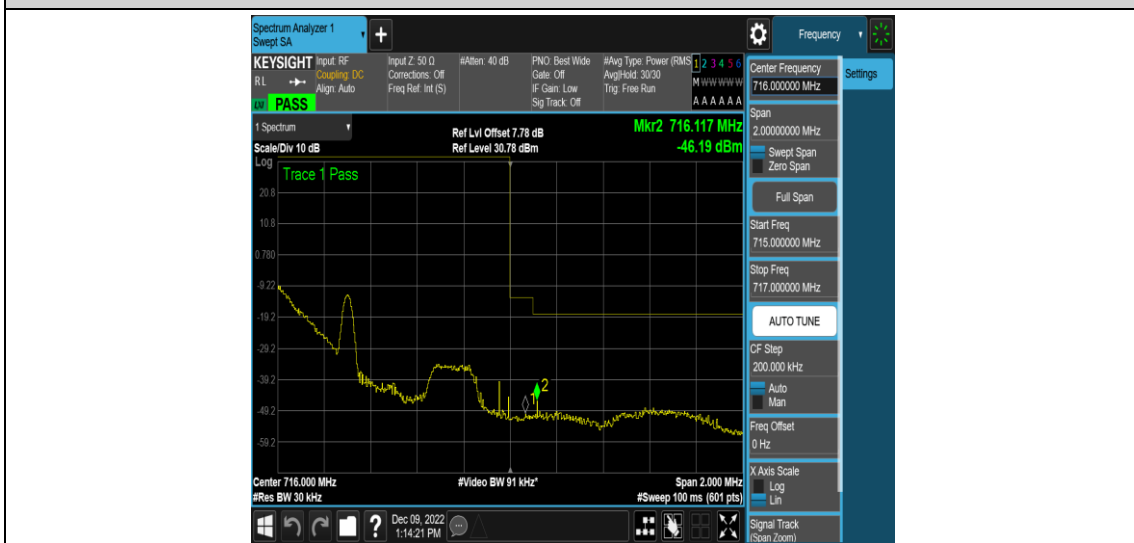 Spectrum Analyzer 1
Swept SA
+
Frequency
KEYSIGHT
RL
LV PASS
Input: RF
Coupling: DC
Align: Auto
Input Z: 50 Ω
Corrections: Off
Freq Ref: Int (S)
#Atten: 40 dB
PNO: Best Wide
Gate: Off
IF Gain: Low
Sig Track: Off
#Avg Type: Power (RMS
Avg|Hold: 30/30
Trig: Free Run
1 2 3 4 5 6
M W W W W W
A A A A A A
1 Spectrum
Scale/Div 10 dB
Ref Lvl Offset 7.78 dB
Ref Level 30.78 dBm
Mkr2 716.117 MHz
-46.19 dBm
Log
Trace 1 Pass
20.8
10.8
0.780
-9.22
-19.2
-29.2
-39.2
-49.2
-59.2
1
2
Center 716.000 MHz
#Res BW 30 kHz
#Video BW 91 kHz*
Span 2.000 MHz
#Sweep 100 ms (601 pts)
Center Frequency
716.000000 MHz
Settings
Span
2.00000000 MHz
Swept Span
Zero Span
Full Span
Start Freq
715.000000 MHz
Stop Freq
717.000000 MHz
AUTO TUNE
CF Step
200.000 kHz
Auto
Man
Freq Offset
0 Hz
X Axis Scale
Log
Lin
Signal Track
(Span Zoom)
?
Dec 09, 2022
1:14:21 PM